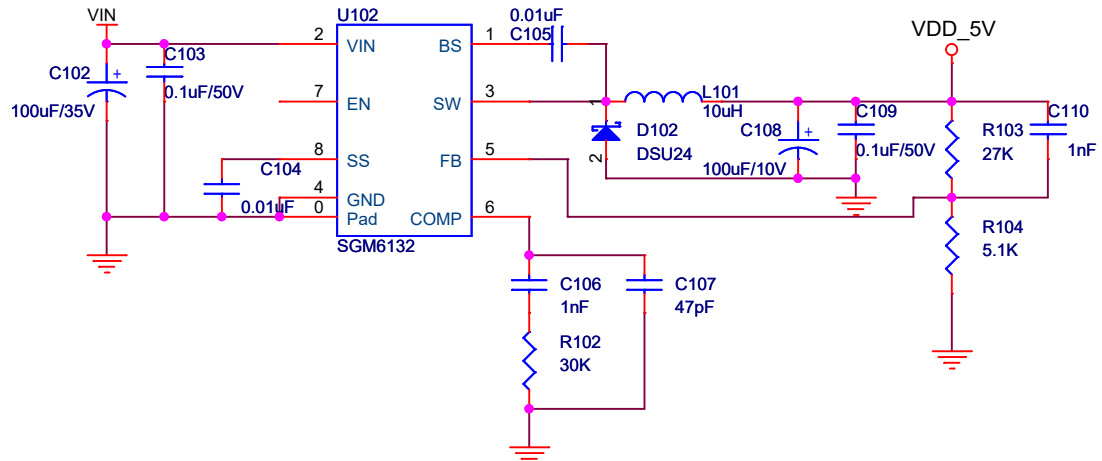 VIN
U102
0.01uF
C105
VDD_5V
2
VIN
BS
1
C102
+
C103
100uF/35V
0.1uF/50V
7
EN
SW
3
1
L101
10uH
D102
DSU24
2
C108
+
100uF/10V
C109
0.1uF/50V
R103
27K
C110
1nF
8
SS
FB
5
C104
0.01uF
4
GND
0
Pad
COMP
6
SGM6132
R104
5.1K
C106
1nF
C107
47pF
R102
30K